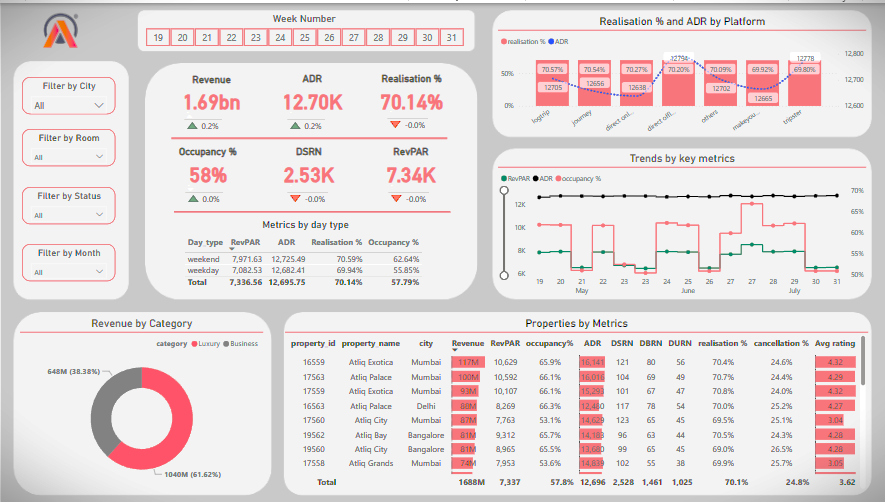 Week Number
19 20 21 22 23 24 25 26 27 28 29 30 31
Filter by City
All
Filter by Room
All
Filter by Status
All
Filter by Month
All
Revenue ADR Realisation %
1.69bn 12.70K 70.14%
0.2% 0.2% -0.0%
Occupancy % DSRN RevPAR
58% 2.53K 7.34K
0.0% -0.0% -0.0%
Metrics by day type
Day_type RevPAR ADR Realisation % Occupancy %
weekend 7,971.63 12,725.49 70.59% 62.64%
weekday 7,082.53 12,682.41 69.94% 55.85%
Total 7,336.56 12,695.75 70.14% 57.79%
Realisation % and ADR by Platform
realisation % ADR
12794 12778
12,800
70.57% 70.54% 70.27% 70.20% 70.09% 69.92% 69.80%
50%
12,700
12705 12656 12638 12702 12665
0%
12,600
logtrip journey direct onl... direct offl... others makeyou... tripster
Trends by key metrics
RevPAR ADR occupancy %
12K
10K
8K
6K
70%
65%
60%
55%
50%
19 20 21 22 23 23 24 25 26 27 27 28 29 30 31
May June July
Revenue by Category
category Luxury Business
648M (38.38%)
1040M (61.62%)
Properties by Metrics
property_id property_name city Revenue RevPAR occupancy% ADR DSRN DBRN DURN realisation % cancellation % Avg rating
16559 Atliq Exotica Mumbai 117M 10,629 65.9% 16,141 121 80 56 70.4% 24.6% 4.32
17563 Atliq Palace Mumbai 100M 10,592 66.1% 16,016 104 69 49 70.7% 24.4% 4.29
17559 Atliq Exotica Mumbai 93M 10,107 66.1% 15,293 101 67 47 70.8% 24.0% 4.32
16563 Atliq Palace Delhi 88M 8,269 66.3% 12,460 117 78 54 70.0% 25.2% 4.27
17560 Atliq City Mumbai 87M 7,763 53.1% 14,629 123 65 45 69.5% 25.1% 3.04
19562 Atliq Bay Bangalore 81M 9,312 65.7% 14,183 96 63 44 70.5% 24.3% 4.28
19560 Atliq City Bangalore 81M 8,965 65.5% 13,680 99 65 45 69.0% 26.5% 4.28
17558 Atliq Grands Mumbai 74M 7,953 53.6% 14,839 102 55 38 69.9% 25.7% 3.05
Total 1688M 7,337 57.8% 12,696 2,528 1,461 1,025 70.1% 24.8% 3.62